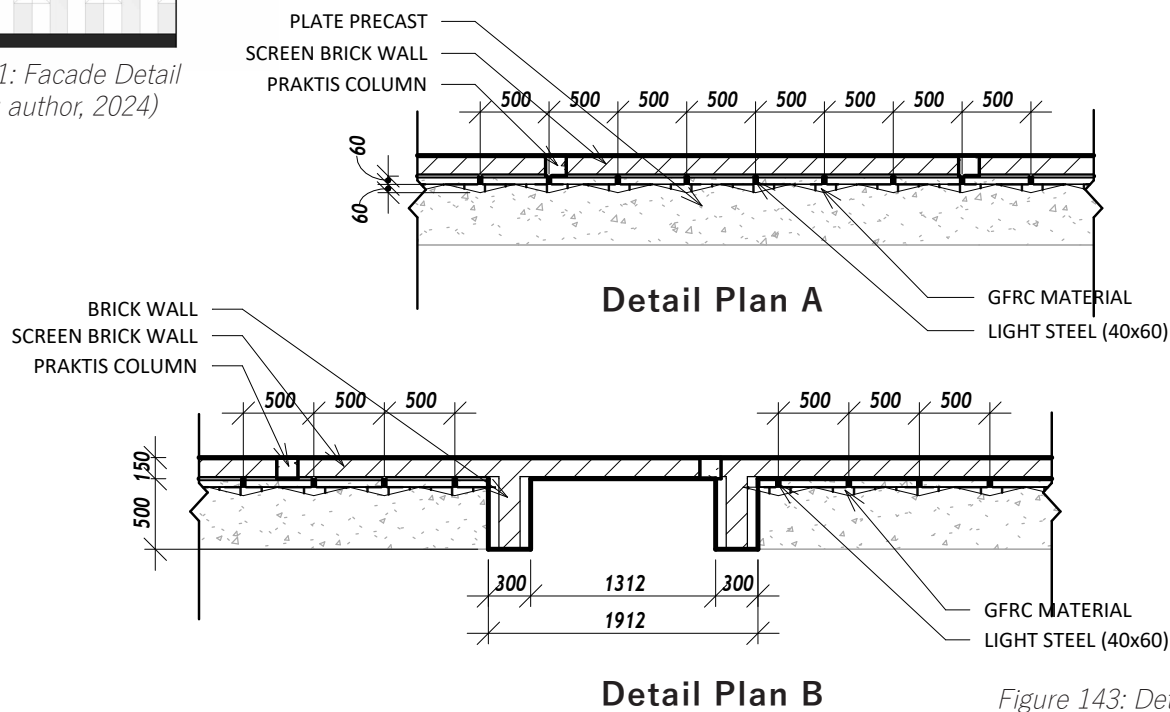 1: Facade Detail
author, 2024)
PLATE PRECAST
SCREEN BRICK WALL
PRAKTIS COLUMN
500 500 500 500 500 500 500 500
60
60
Detail Plan A
GFRC MATERIAL
LIGHT STEEL (40x60)
BRICK WALL
SCREEN BRICK WALL
PRAKTIS COLUMN
500 500 500
500 500 500
150
500
300 1312 300
1912
GFRC MATERIAL
LIGHT STEEL (40x60)
Detail Plan B
Figure 143: Det